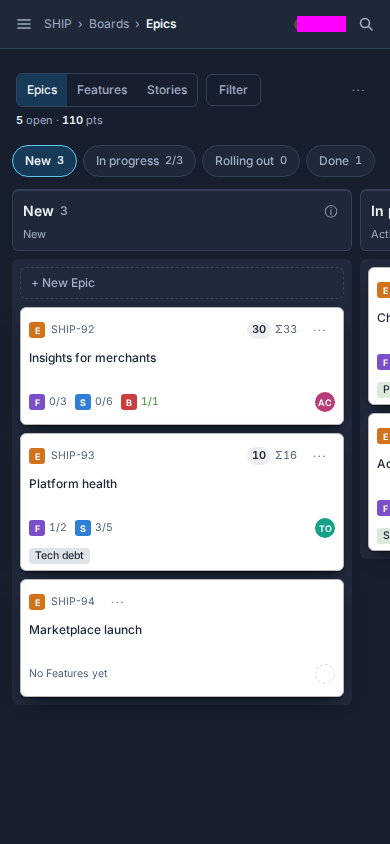 SHIP › Boards › Epics
Epics Features Stories Filter ...
5 open · 110 pts
New 3 In progress 2/3 Rolling out 0 Done 1
New 3
New
+ New Epic
E SHIP-92 30 Σ33 ...
Insights for merchants
F 0/3 S 0/6 B 1/1 AC
E SHIP-93 10 Σ16 ...
Platform health
F 1/2 S 3/5 TO
Tech debt
E SHIP-94 ...
Marketplace launch
No Features yet
In
E
F
E
F